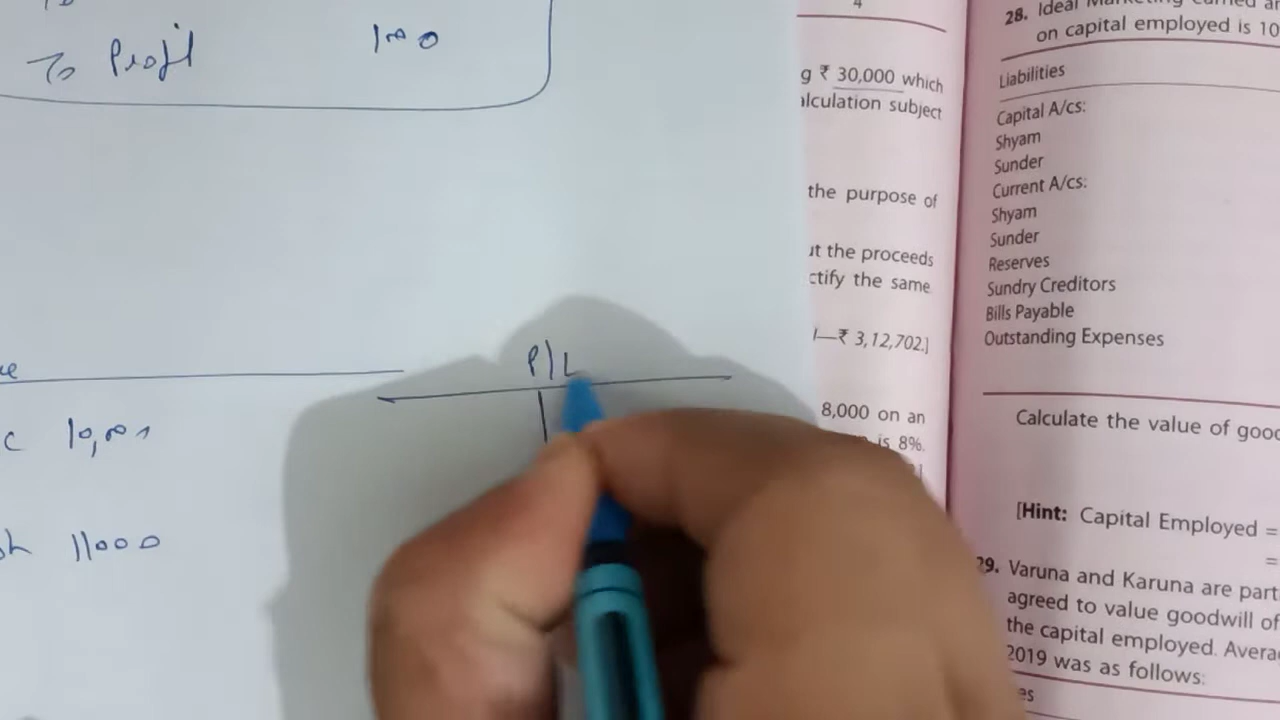 To Profit 1000
P/L
10,000
11000
4
g ₹ 30,000 which
alculation subject
the purpose of
ut the proceeds
ctify the same
l—₹ 3,12,702.]
8,000 on an
is 8%.
28. Ideal Marketing
on capital employed is 10
Liabilities
Capital A/cs:
Shyam
Sunder
Current A/cs:
Shyam
Sunder
Reserves
Sundry Creditors
Bills Payable
Outstanding Expenses
Calculate the value of good
[Hint: Capital Employed =
=
29. Varuna and Karuna are part
agreed to value goodwill of
the capital employed. Avera
2019 was as follows:
es